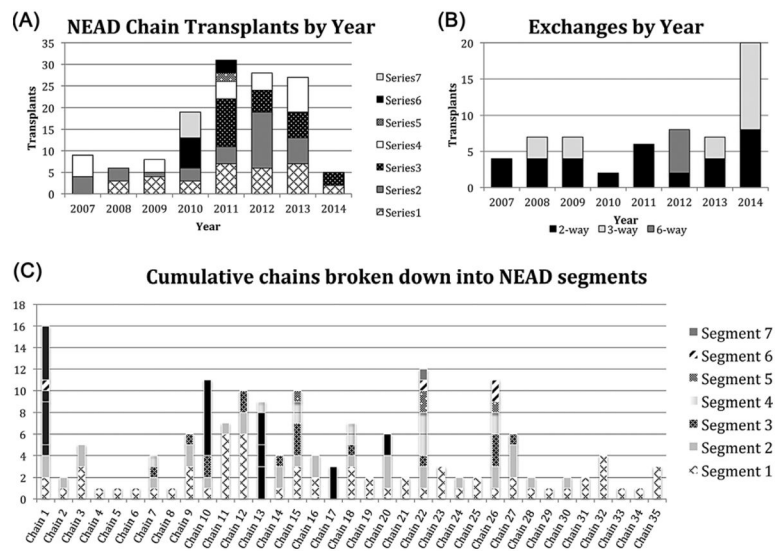 (A) NEAD Chain Transplants by Year
35
30
25
20
15
10
5
0
Transplants
2007 2008 2009 2010 2011 2012 2013 2014
Year
Series7
Series6
Series5
Series4
Series3
Series2
Series1
(B) Exchanges by Year
20
15
10
5
0
Transplants
2007 2008 2009 2010 2011 2012 2013 2014
Year
2-way 3-way 6-way
(C) Cumulative chains broken down into NEAD segments
18
16
14
12
10
8
6
4
2
0
Chain 1
Chain 2
Chain 3
Chain 4
Chain 5
Chain 6
Chain 7
Chain 8
Chain 9
Chain 10
Chain 11
Chain 12
Chain 13
Chain 14
Chain 15
Chain 16
Chain 17
Chain 18
Chain 19
Chain 20
Chain 21
Chain 22
Chain 23
Chain 24
Chain 25
Chain 26
Chain 27
Chain 28
Chain 29
Chain 30
Chain 31
Chain 32
Chain 33
Chain 34
Chain 35
Segment 7
Segment 6
Segment 5
Segment 4
Segment 3
Segment 2
Segment 1